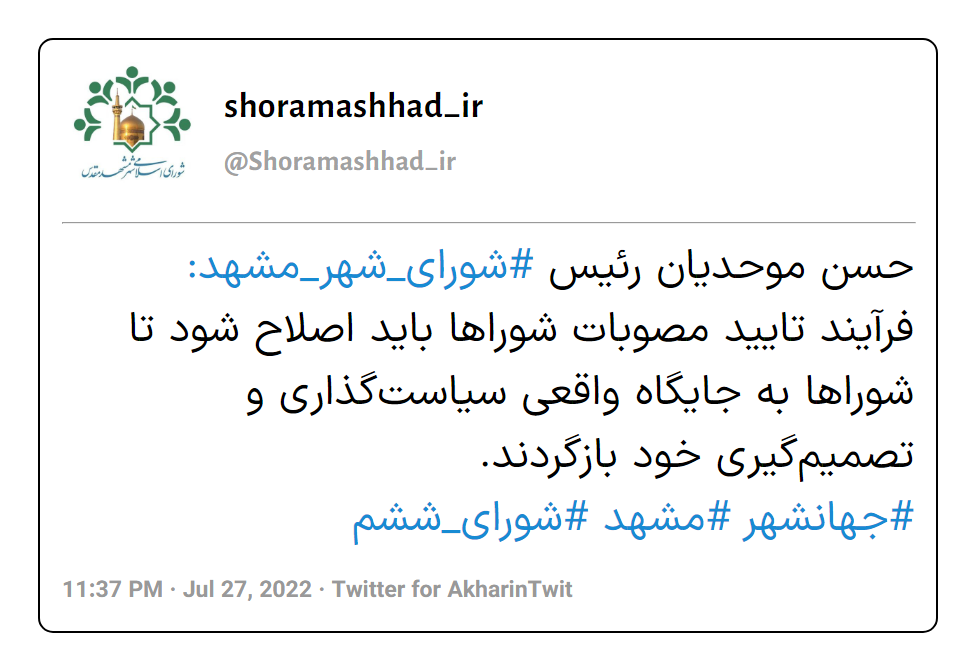 شورای اسلامی شهر مشهد مقدس
shoramashhad_ir
@Shoramashhad_ir
حسن موحدیان رئیس #شورای_شهر_مشهد:
فرآیند تایید مصوبات شوراها باید اصلاح شود تا
شوراها به جایگاه واقعی سیاست‌گذاری و
تصمیم‌گیری خود بازگردند.
#جهانشهر #مشهد #شورای_ششم
11:37 PM · Jul 27, 2022 · Twitter for AkharinTwit